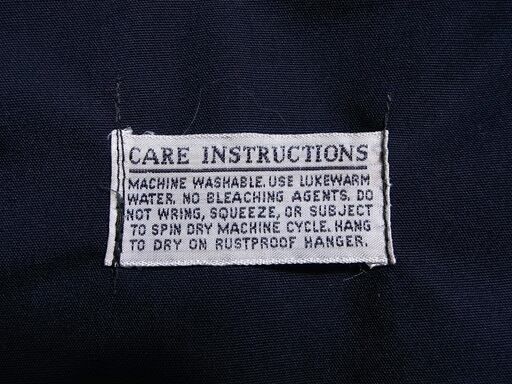 CARE INSTRUCTIONS
MACHINE WASHABLE. USE LUKEWARM
WATER. NO BLEACHING AGENTS. DO
NOT WRING, SQUEEZE, OR SUBJECT
TO SPIN DRY MACHINE CYCLE. HANG
TO DRY ON RUSTPROOF HANGER.